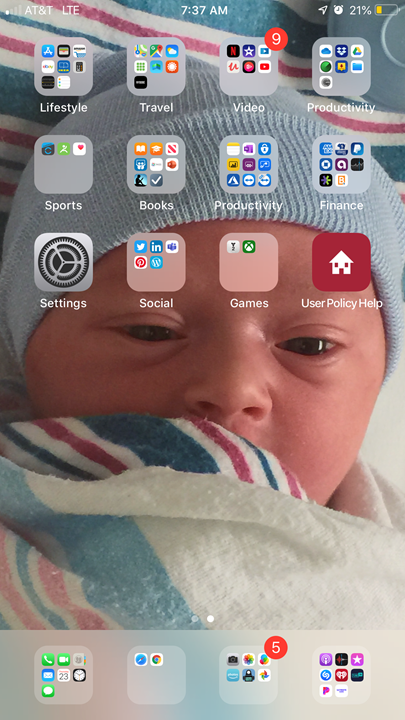 AT&T LTE 7:37 AM 21%
9
Lifestyle Travel Video Productivity
Sports Books Productivity Finance
Settings Social Games User Policy Help
5
23